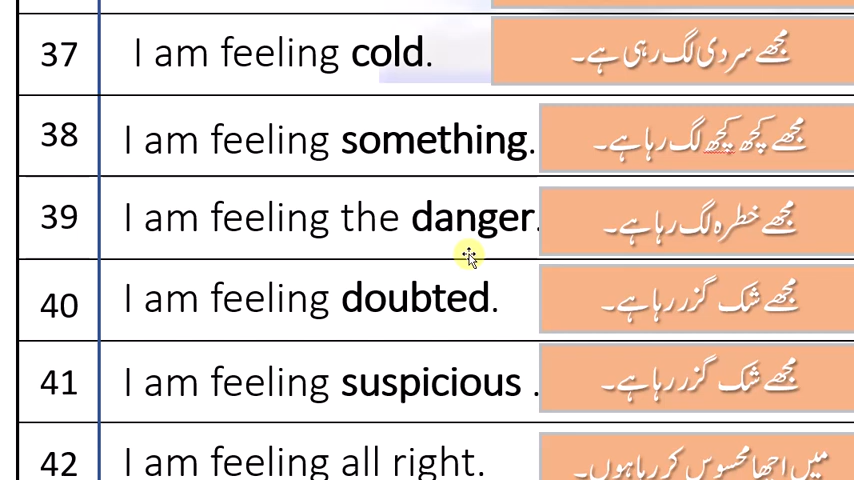 37 I am feeling cold. مجھے سردی لگ رہی ہے۔
38 I am feeling something. مجھے کچھ کچھ لگ رہا ہے۔
39 I am feeling the danger. مجھے خطرہ لگ رہا ہے۔
40 I am feeling doubted. مجھے شک گزر رہا ہے۔
41 I am feeling suspicious . مجھے شک گزر رہا ہے۔
42 I am feeling all right. میں اچھا محسوس کر رہا ہوں۔